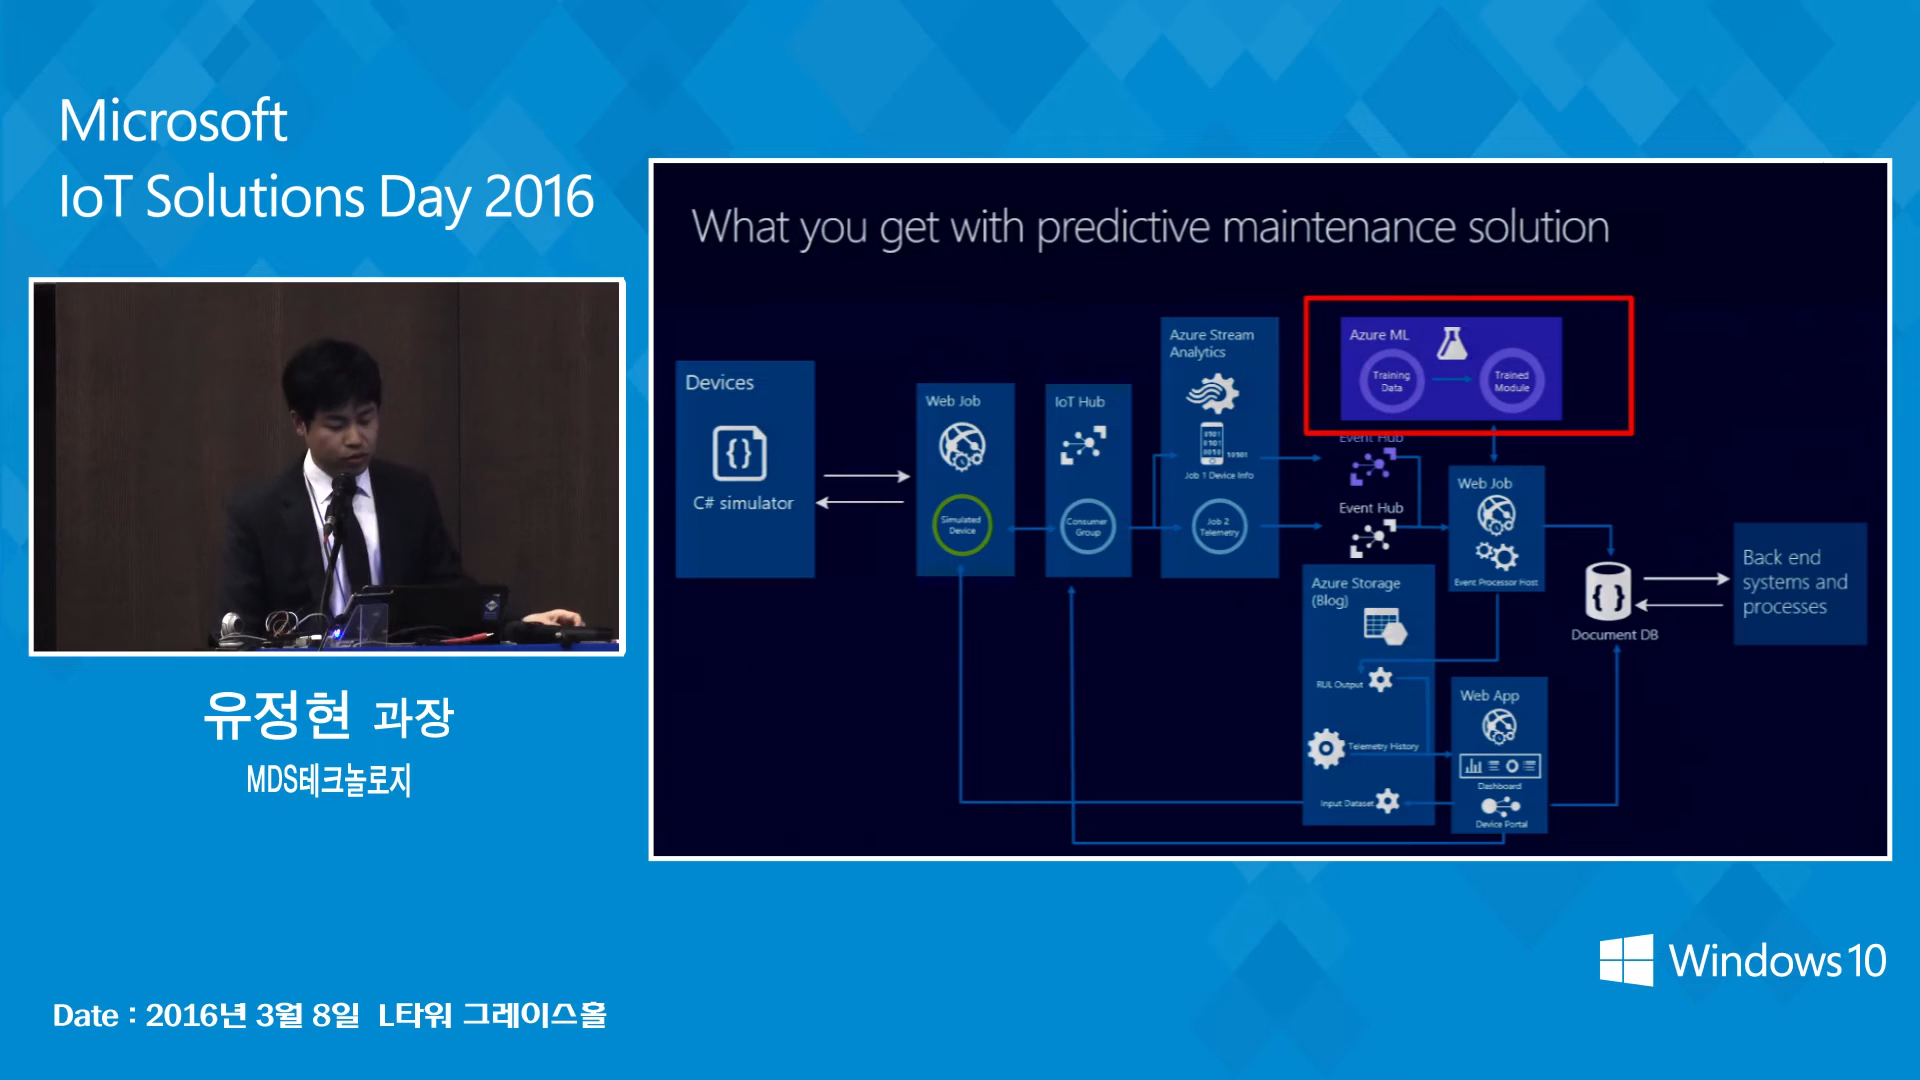 Microsoft
IoT Solutions Day 2016
유정현 과장
MDS테크놀로지
Date : 2016년 3월 8일 L타워 그레이스홀
What you get with predictive maintenance solution
Devices
C# simulator
Web Job
Simulated
Device
IoT Hub
Consumer
Group
Azure Stream
Analytics
0101
0101
0010
10101
Job 1 Device Info
Job 2
Telemetry
Azure ML
Training
Data
Trained
Module
Event Hub
Event Hub
Web Job
Event Processor Host
Azure Storage
(Blog)
RUL Output
Telemetry History
Input Dataset
Web App
Dashboard
Device Portal
Document DB
Back end
systems and
processes
Windows 10